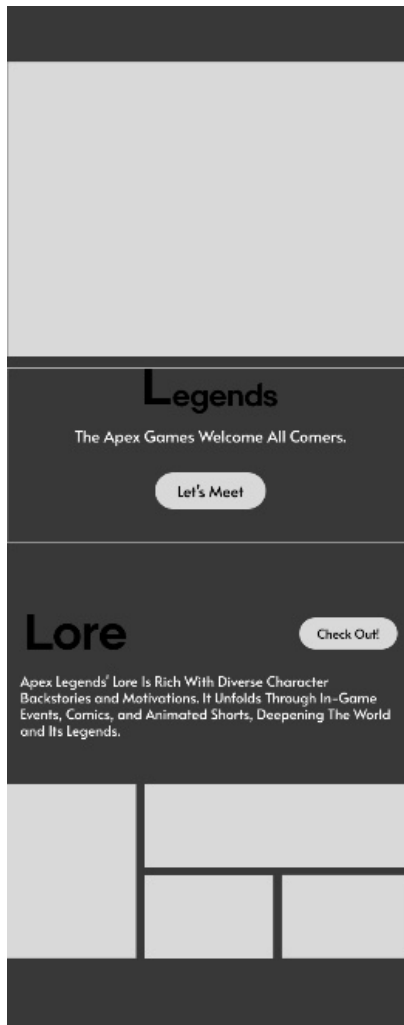 Legends
The Apex Games Welcome All Comers.
Let's Meet
Lore
Check Out!
Apex Legends' Lore Is Rich With Diverse Character
Backstories and Motivations. It Unfolds Through In-Game
Events, Comics, and Animated Shorts, Deepening The World
and Its Legends.